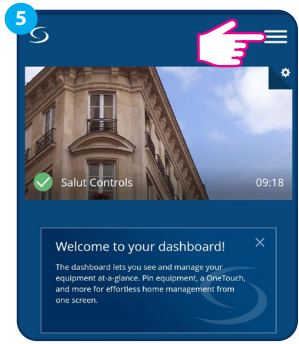 5
Salut Controls
09:18
Welcome to your dashboard!
The dashboard lets you see and manage your
equipment at-a-glance. Pin equipment, a OneTouch,
and more for effortless home management from
one screen.